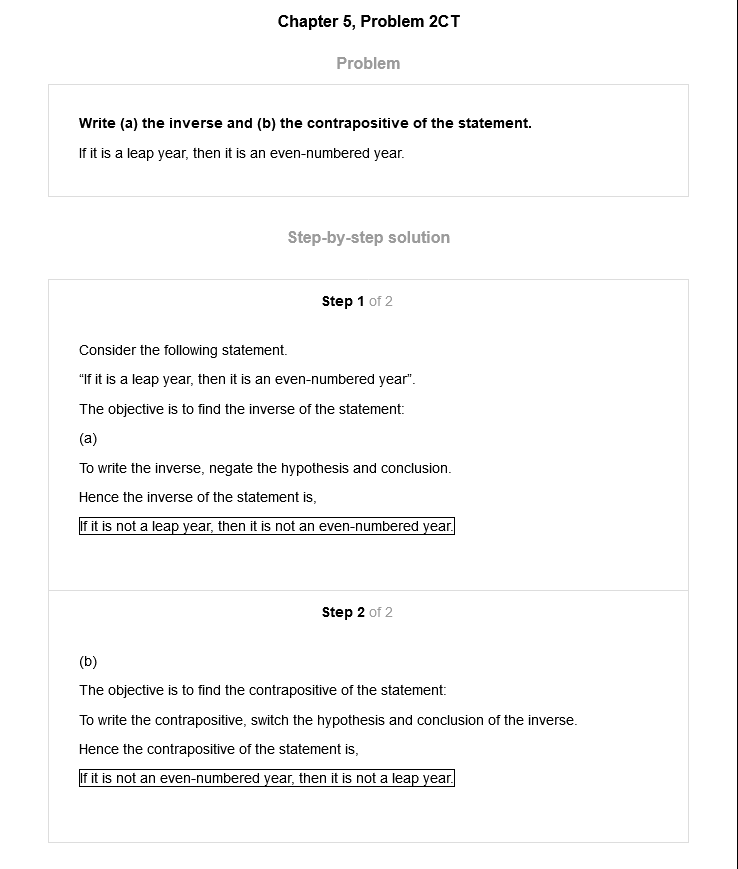 Chapter 5, Problem 2CT
Problem
Write (a) the inverse and (b) the contrapositive of the statement.
If it is a leap year, then it is an even-numbered year.
Step-by-step solution
Step 1 of 2
Consider the following statement.
“If it is a leap year, then it is an even-numbered year”.
The objective is to find the inverse of the statement:
(a)
To write the inverse, negate the hypothesis and conclusion.
Hence the inverse of the statement is,
If it is not a leap year, then it is not an even-numbered year.
Step 2 of 2
(b)
The objective is to find the contrapositive of the statement:
To write the contrapositive, switch the hypothesis and conclusion of the inverse.
Hence the contrapositive of the statement is,
If it is not an even-numbered year, then it is not a leap year.